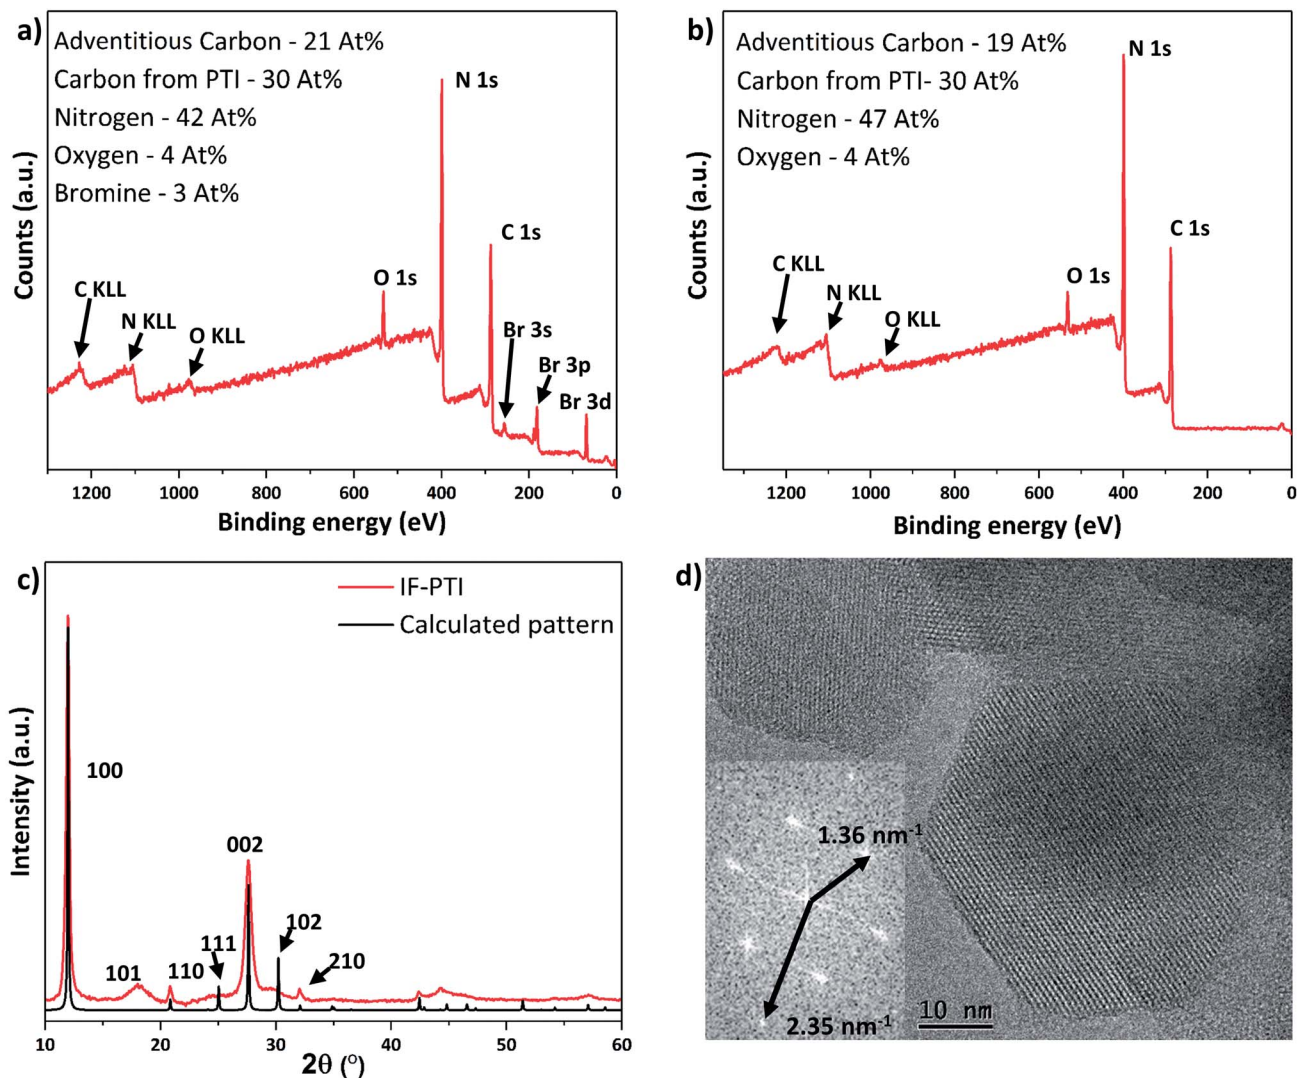 a)
Adventitious Carbon - 21 At%
Carbon from PTI - 30 At%
Nitrogen - 42 At%
Oxygen - 4 At%
Bromine - 3 At%
N 1s
C 1s
O 1s
C KLL
N KLL
O KLL
Br 3s
Br 3p
Br 3d
Counts (a.u.)
1200 1000 800 600 400 200 0
Binding energy (eV)
b)
Adventitious Carbon - 19 At%
Carbon from PTI- 30 At%
Nitrogen - 47 At%
Oxygen - 4 At%
N 1s
C 1s
O 1s
C KLL
N KLL
O KLL
Counts (a.u.)
1200 1000 800 600 400 200 0
Binding energy (eV)
c)
IF-PTI
Calculated pattern
100
002
101
110
111
102
210
Intensity (a.u.)
10 20 30 40 50 60
2θ (°)
d)
1.36 nm⁻¹
2.35 nm⁻¹
10 nm